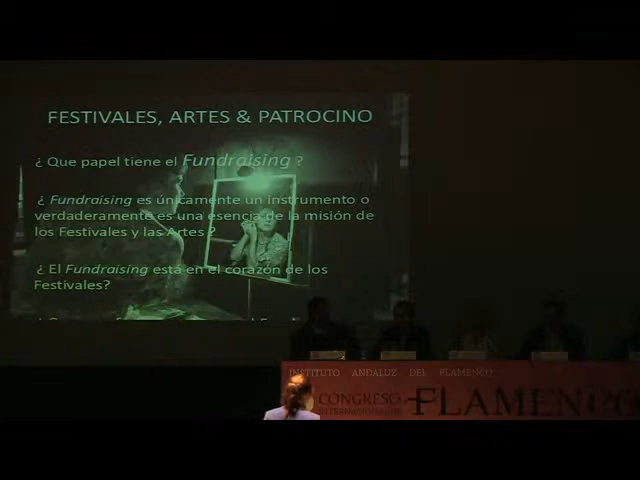 FESTIVALES, ARTES & PATROCINO
¿ Que papel tiene el Fundraising ?
¿ Fundraising es únicamente un instrumento o
verdaderamente es una esencia de la misión de
los Festivales y las Artes ?
¿ El Fundraising está en el corazón de los
Festivales?
INSTITUTO ANDALUZ DEL FLAMENCO
CONGRESO
INTERNACIONAL DE
FLAMENCO